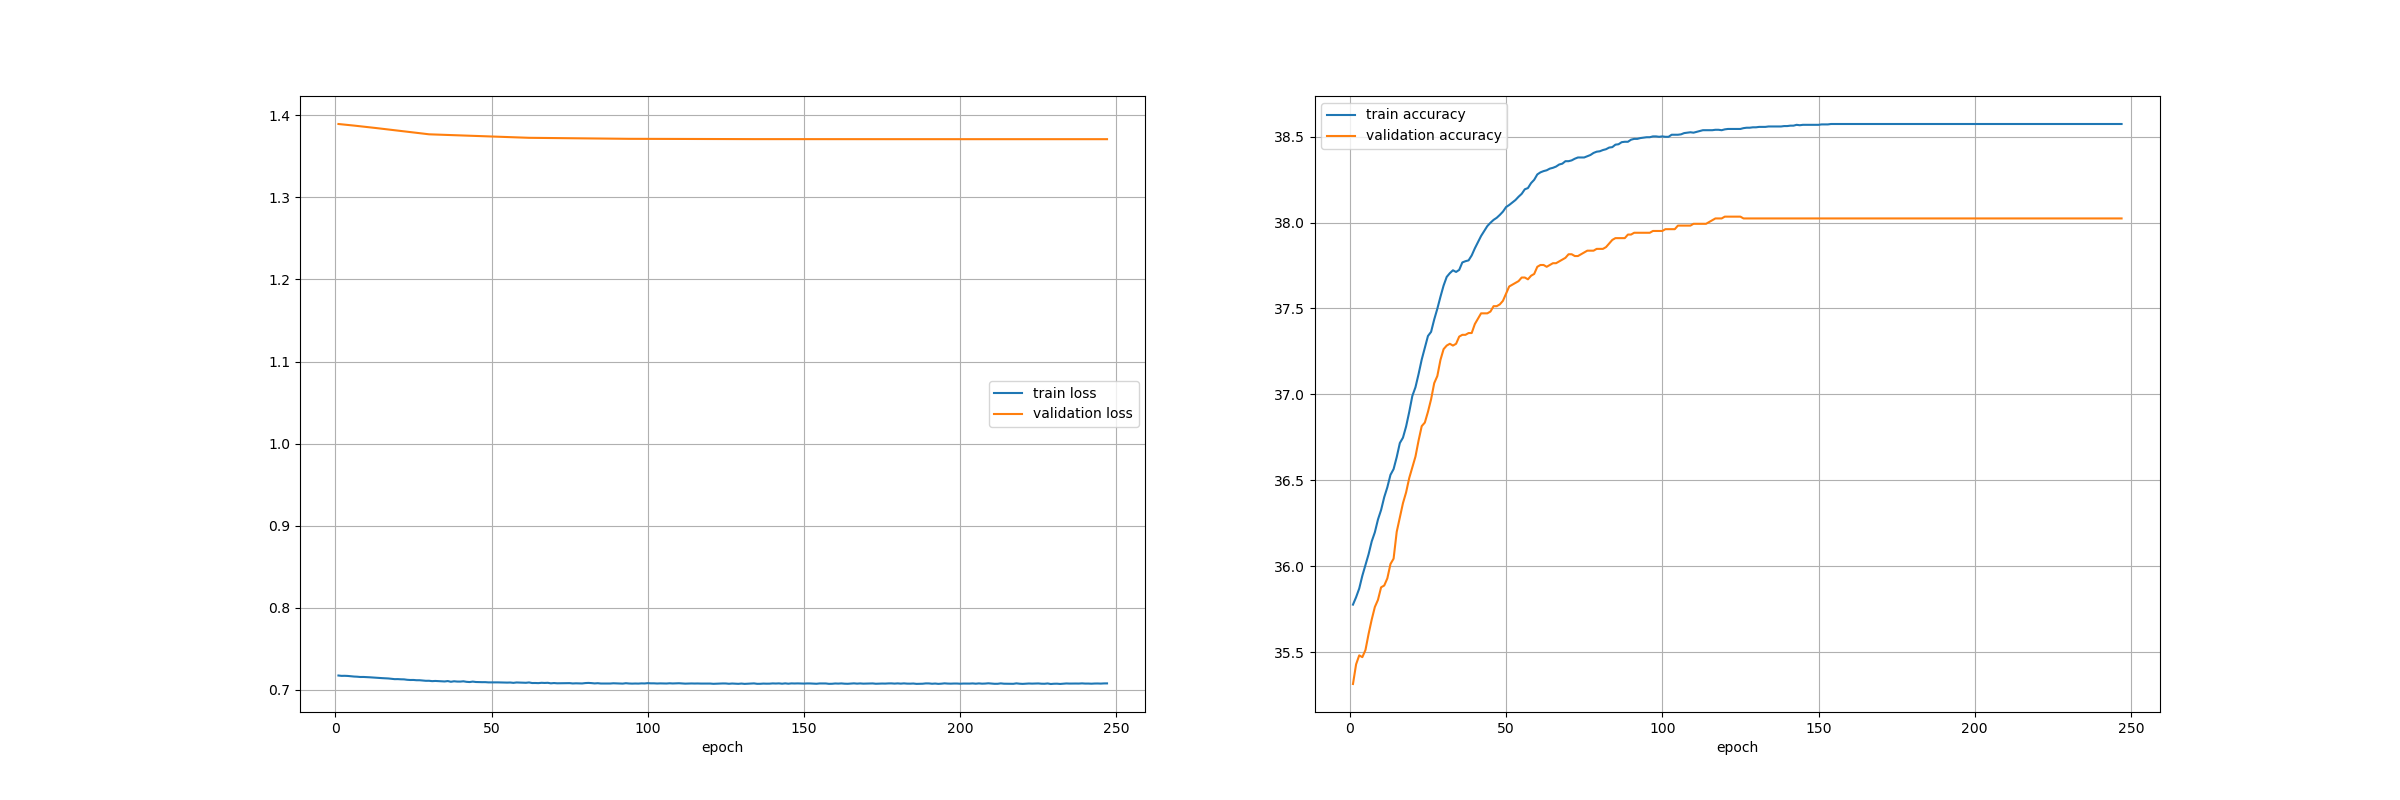 1.4
1.3
1.2
1.1
1.0
0.9
0.8
0.7
train loss
validation loss
0 50 100 150 200 250
epoch
train accuracy
validation accuracy
38.5
38.0
37.5
37.0
36.5
36.0
35.5
0 50 100 150 200 250
epoch